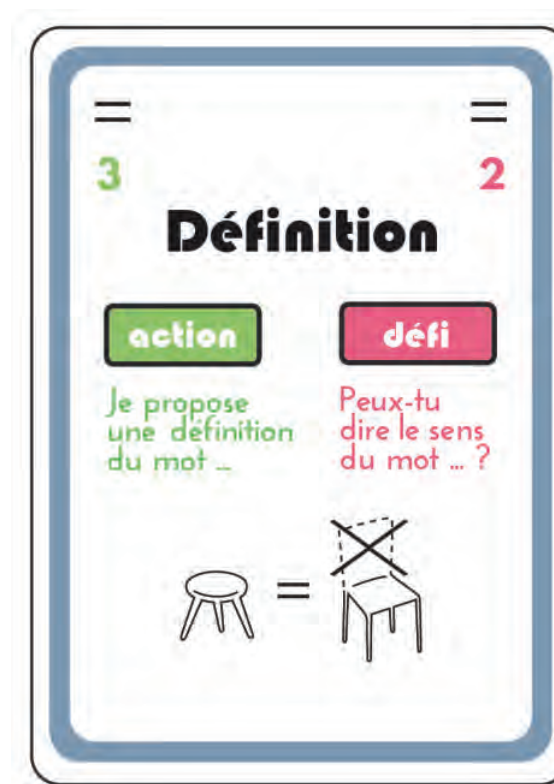 = =
3 2
Définition
action défi
Je propose
une définition
du mot ...
Peux-tu
dire le sens
du mot ... ?
=